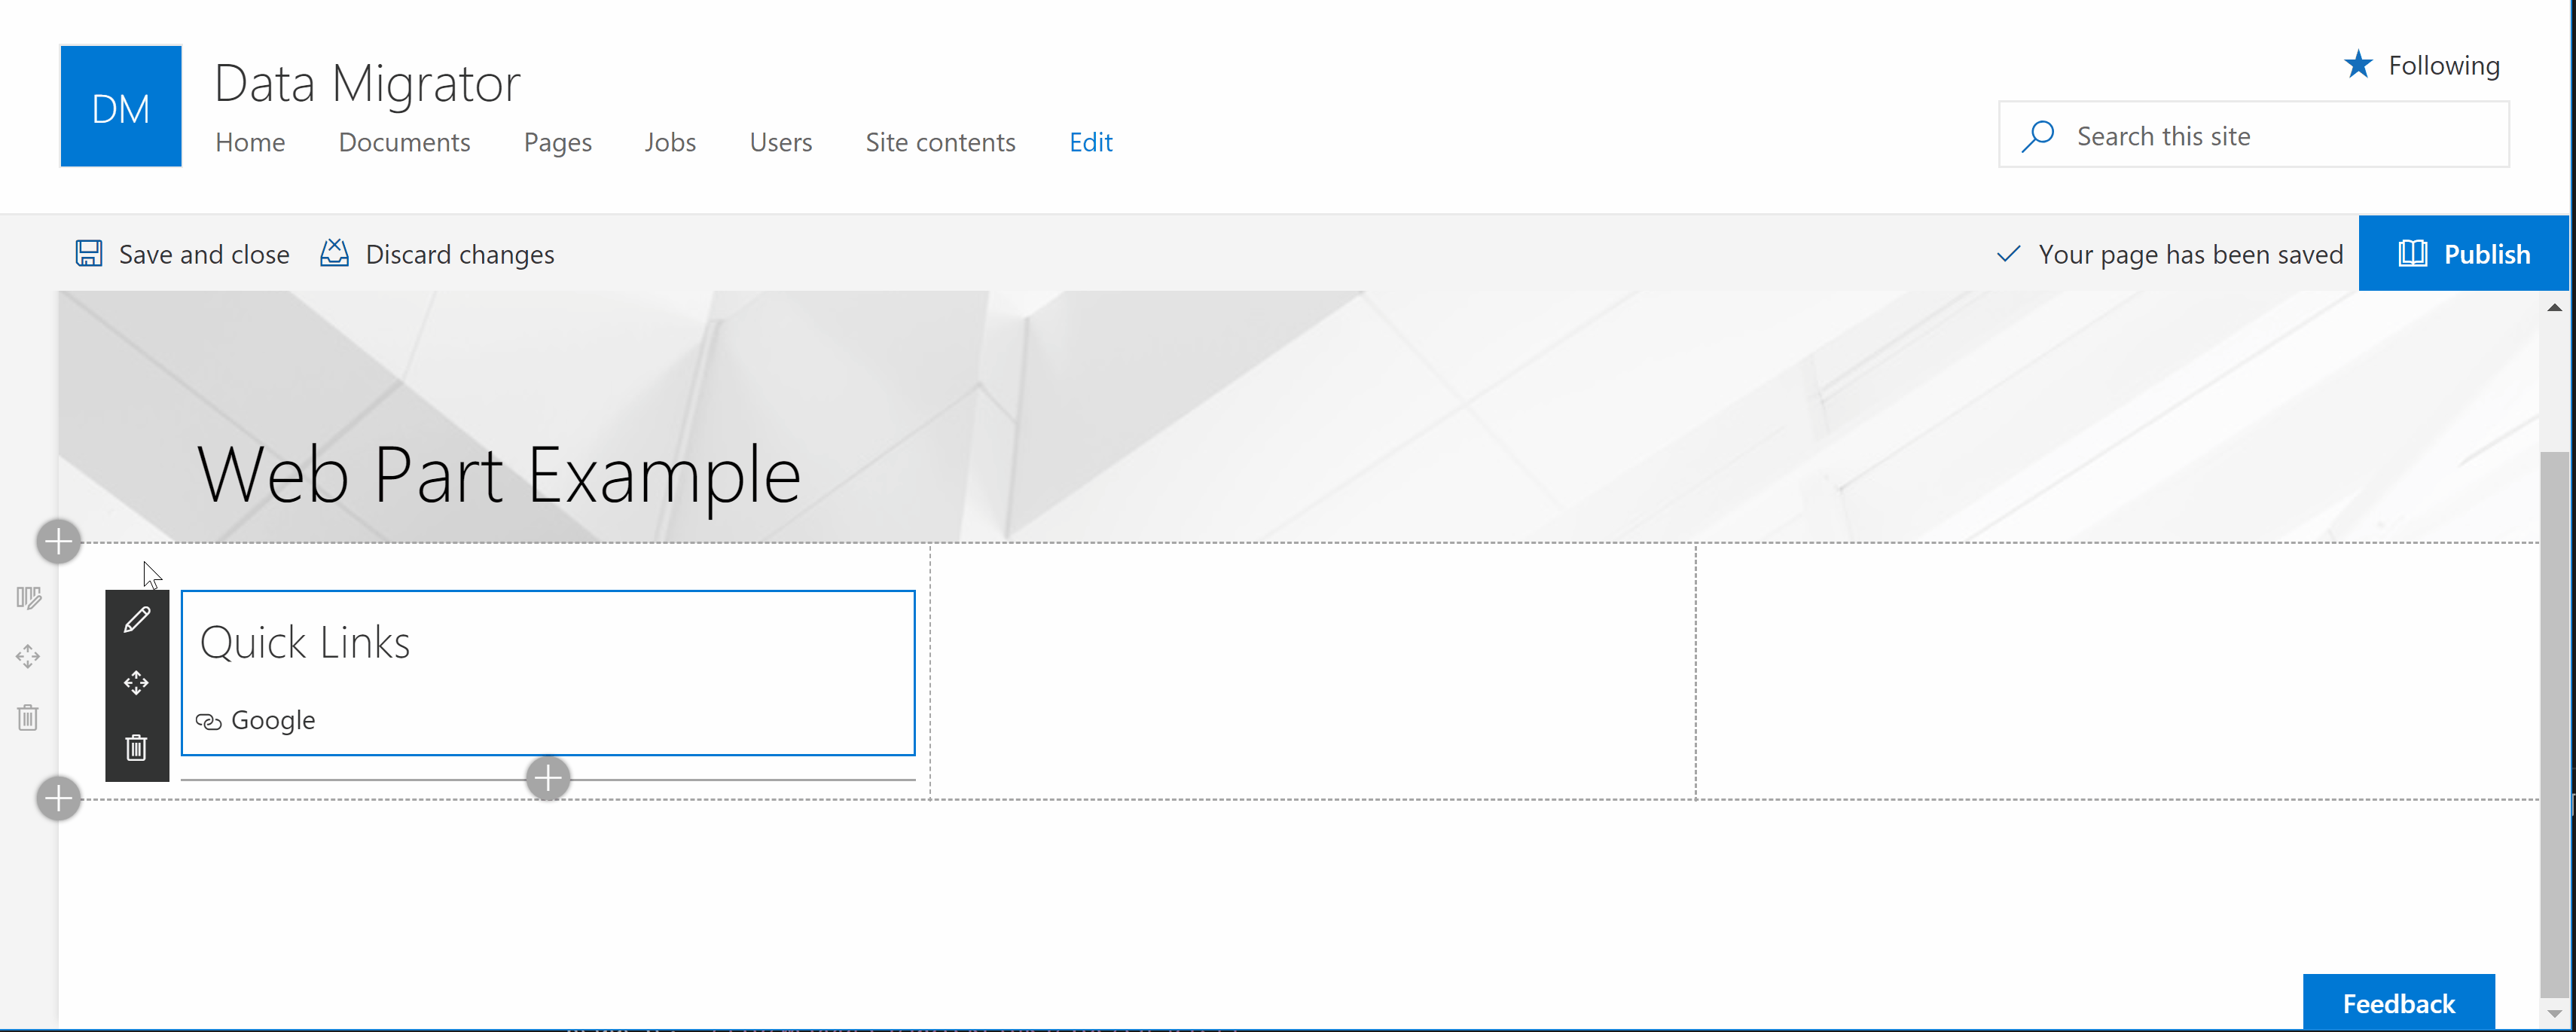 DM
Data Migrator
Following
Home Documents Pages Jobs Users Site contents Edit
Search this site
Save and close Discard changes Your page has been saved Publish
Web Part Example
Quick Links
Google
Feedback